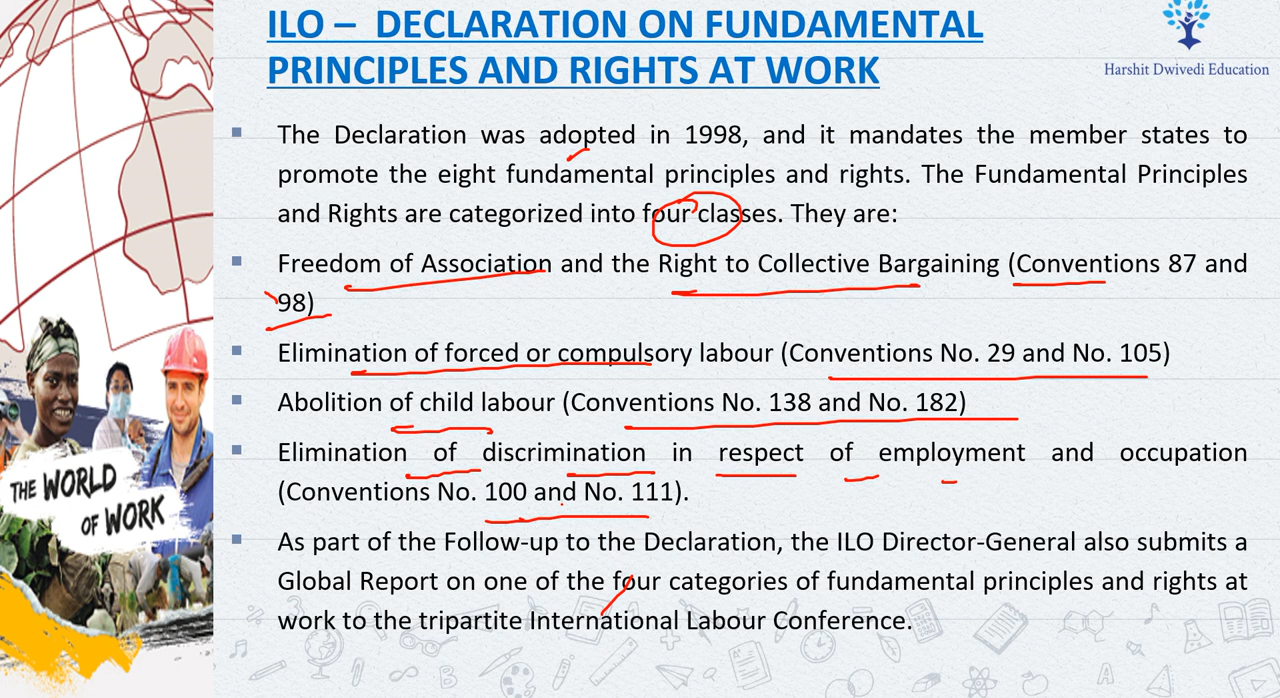 ILO – DECLARATION ON FUNDAMENTAL
PRINCIPLES AND RIGHTS AT WORK
Harshit Dwivedi Education
▪ The Declaration was adopted in 1998, and it mandates the member states to
promote the eight fundamental principles and rights. The Fundamental Principles
and Rights are categorized into four classes. They are:
▪ Freedom of Association and the Right to Collective Bargaining (Conventions 87 and
98)
▪ Elimination of forced or compulsory labour (Conventions No. 29 and No. 105)
▪ Abolition of child labour (Conventions No. 138 and No. 182)
▪ Elimination of discrimination in respect of employment and occupation
(Conventions No. 100 and No. 111).
▪ As part of the Follow-up to the Declaration, the ILO Director-General also submits a
Global Report on one of the four categories of fundamental principles and rights at
work to the tripartite International Labour Conference.
THE WORLD
OF WORK